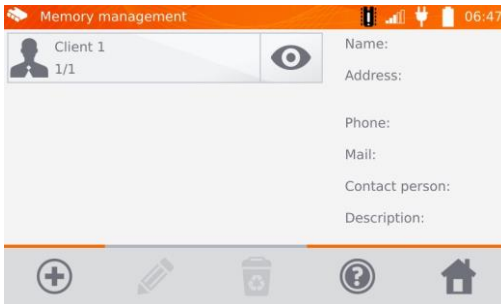 Memory management
06:47
Client 1
1/1
Name:
Address:
Phone:
Mail:
Contact person:
Description: